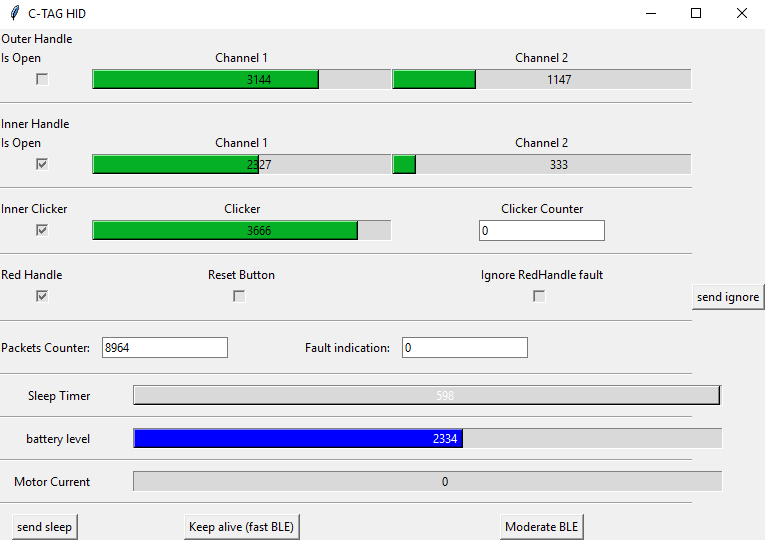 C-TAG HID
Outer Handle
Is Open Channel 1 Channel 2
3144 1147
Inner Handle
Is Open Channel 1 Channel 2
2327 333
Inner Clicker Clicker Clicker Counter
3666 0
Red Handle Reset Button Ignore RedHandle fault
send ignore
Packets Counter: 8964 Fault indication: 0
Sleep Timer 598
battery level 2334
Motor Current 0
send sleep Keep alive (fast BLE) Moderate BLE